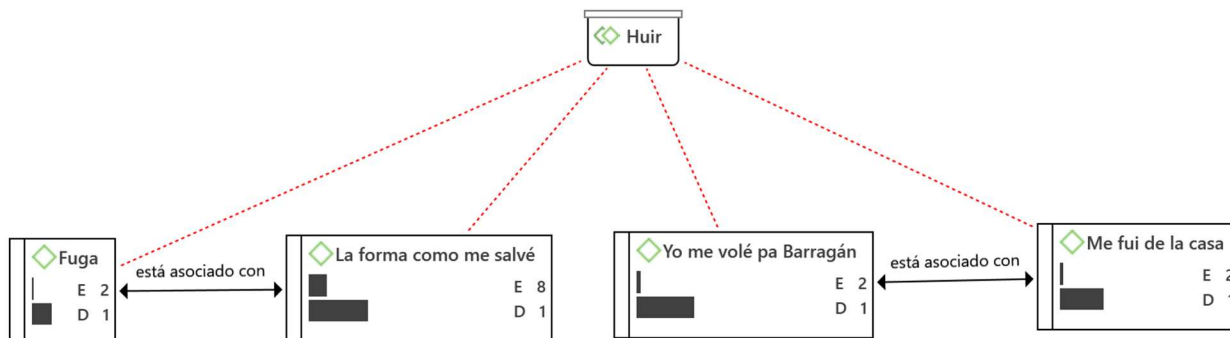 Huir
Fuga
E 2
D 1
está asociado con
La forma como me salvé
E 8
D 1
Yo me volé pa Barragán
E 2
D 1
está asociado con
Me fui de la casa
E 2
D 1